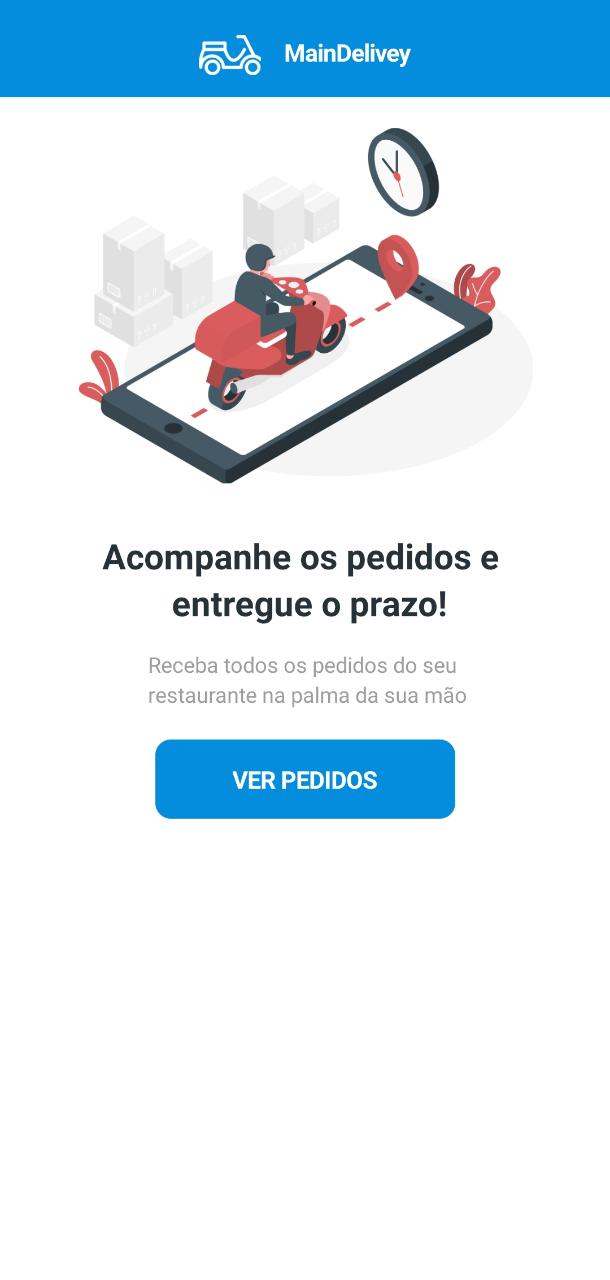 MainDelivey
Acompanhe os pedidos e
entregue o prazo!
Receba todos os pedidos do seu
restaurante na palma da sua mão
VER PEDIDOS